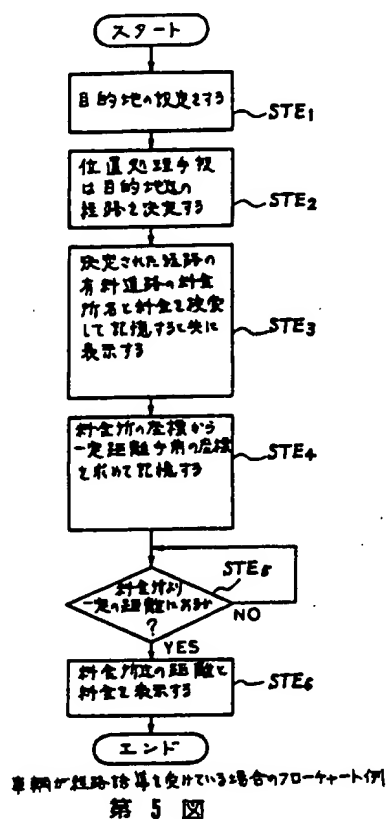 スタート
目的地の設定をする
STE1
位置処理手段
は目的地迄の
経路を決定する
STE2
決定された経路の
有料道路の料金
所名と料金を検索
して記憶すると共に
表示する
STE3
料金所の座標から
一定距離手前の座標
を求めて記憶する
STE4
料金所より
一定の距離にあるか
?
STE5
NO
YES
料金所迄の距離と
料金を表示する
STE6
エンド
車輌が経路誘導を受けている場合のフローチャート例
第 5 図